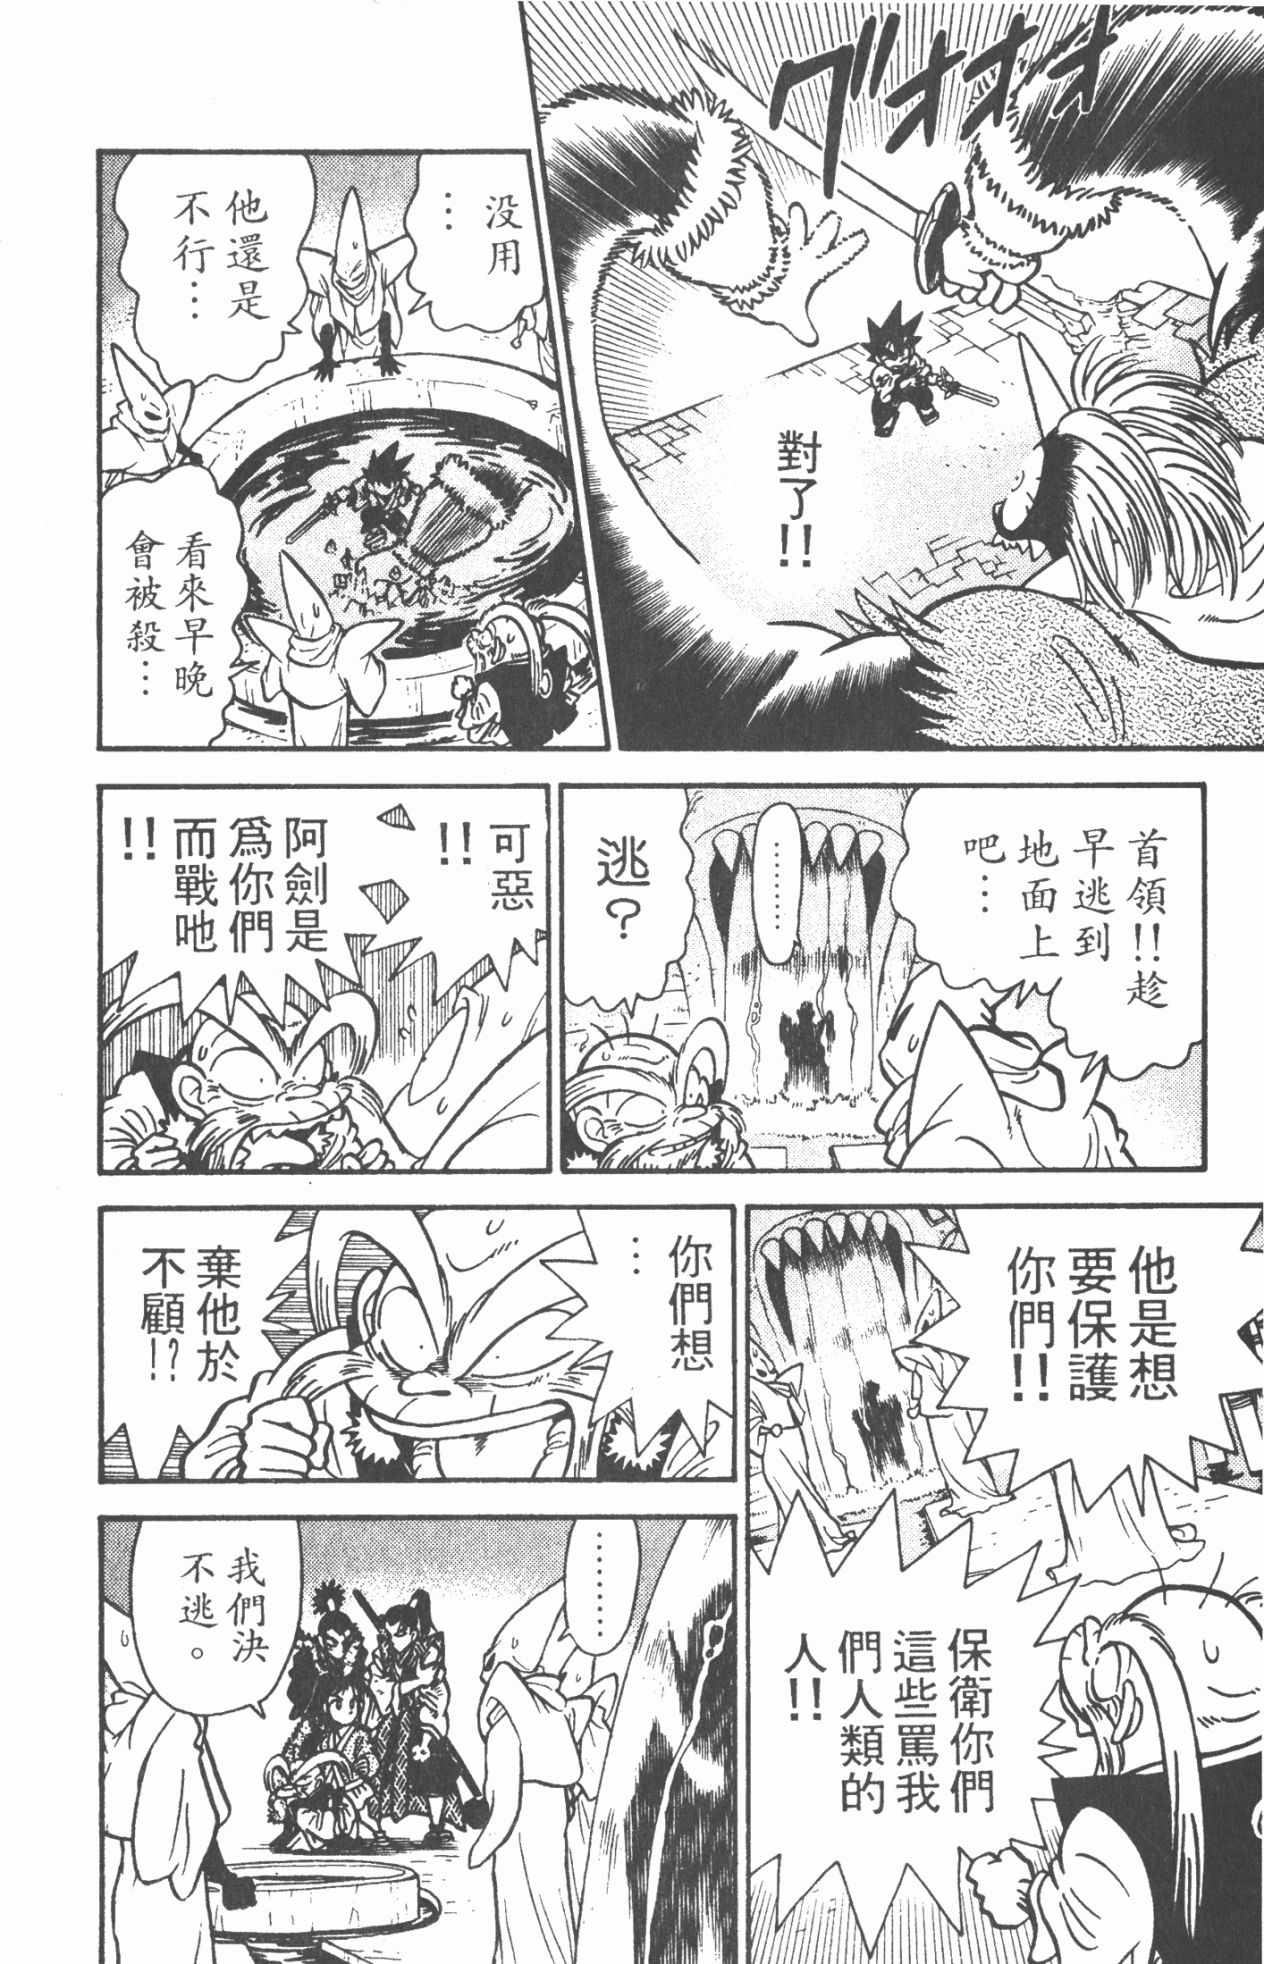 グオオオオ
對了!!
没用
…
他還是
不行…
看來早晚
會被殺…
首領!!趁
早逃到
地面上
吧…
………
逃？
可惡
!!
阿劍是
爲你們
而戰吔
!!
他是想
要保護
你們!!
保衛你們
這些罵我
們人類的
人!!
你們想
…
棄他於
不顧!?
………
我們決
不逃。